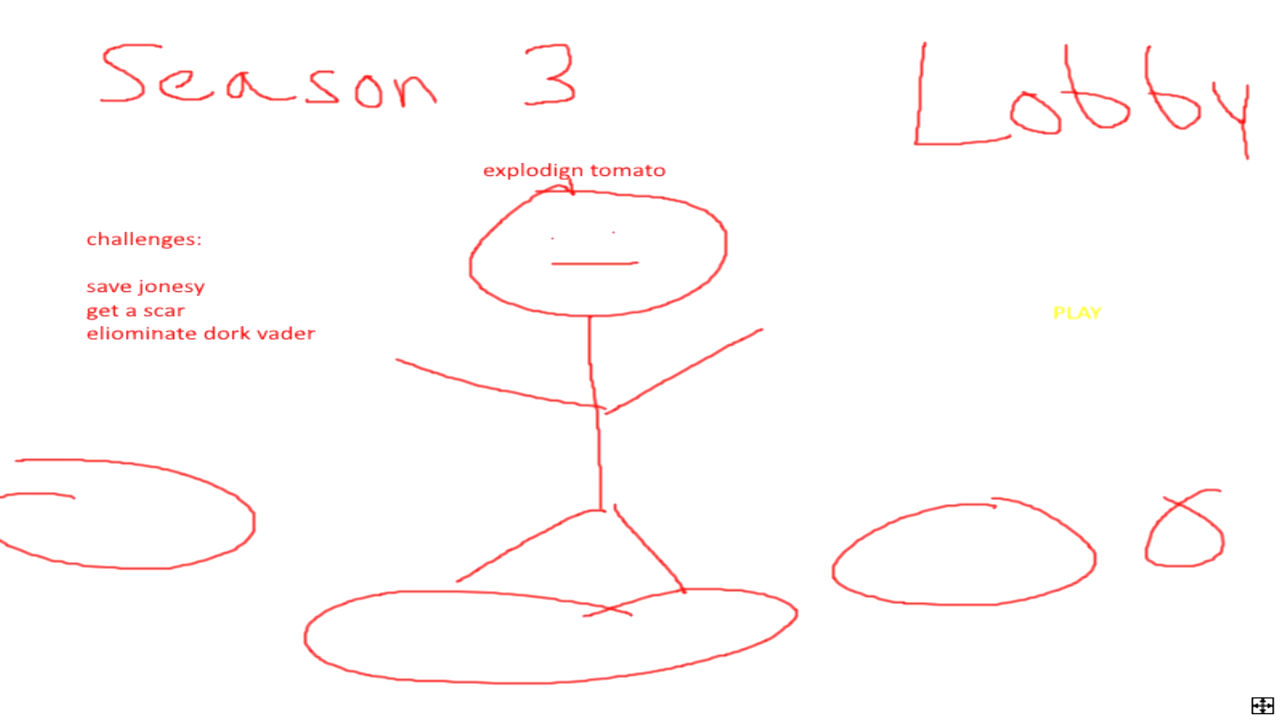 Season 3
Lobby
explodign tomato
challenges:
save jonesy
get a scar
eliominate dork vader
PLAY